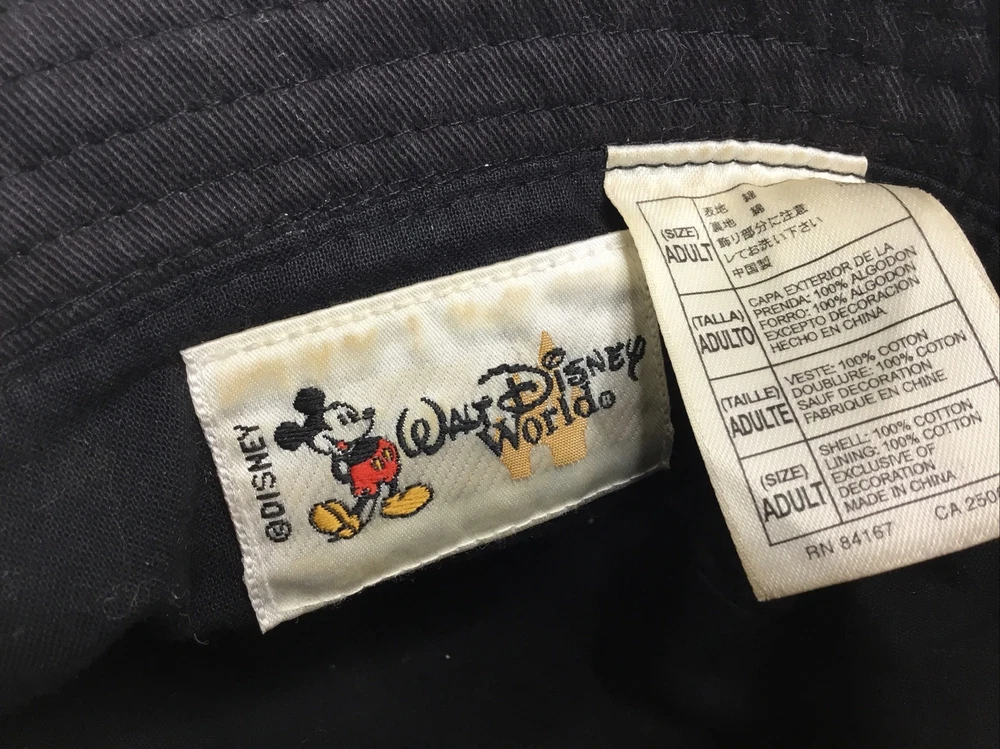 ©DISNEY
WALT DISNEY
World®
(SIZE)
ADULT
表地 綿
裏地 綿
飾り部分に注意
してお洗い下さい
中国製
(TALLA)
ADULTO
CAPA EXTERIOR DE LA
PRENDA: 100% ALGODON
FORRO: 100% ALGODON
EXCEPTO DECORACION
HECHO EN CHINA
(TAILLE)
ADULTE
VESTE: 100% COTON
DOUBLURE: 100% COTON
SAUF DECORATION
FABRIQUE EN CHINE
(SIZE)
ADULT
SHELL: 100% COTTON
LINING: 100% COTTON
EXCLUSIVE OF
DECORATION
MADE IN CHINA
RN 84167 CA 250